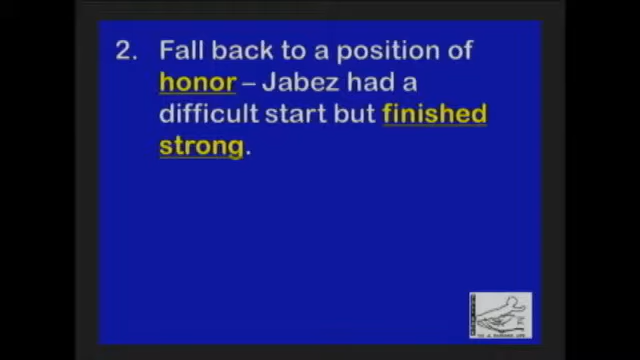 2. Fall back to a position of
honor – Jabez had a
difficult start but finished
strong.